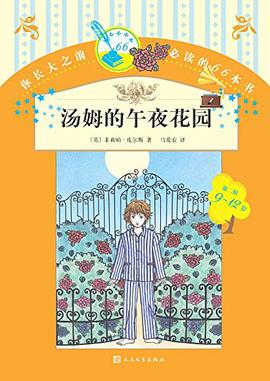 你长大之前
66
必读的66本书
汤姆的午夜花园
〔英〕菲莉帕·皮尔斯 著 马爱农 译
第二辑
9~12岁
人民文学出版社